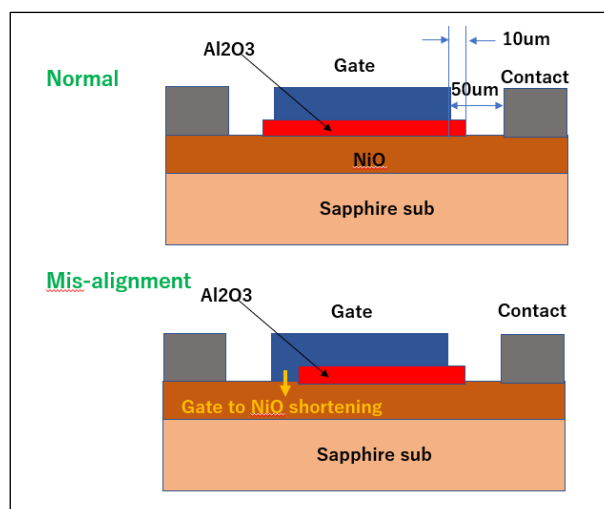 10um
Al2O3
Normal
Gate
Contact
50um
NiO
Sapphire sub
Mis-alignment
Al2O3
Gate
Contact
Gate to NiO shortening
Sapphire sub